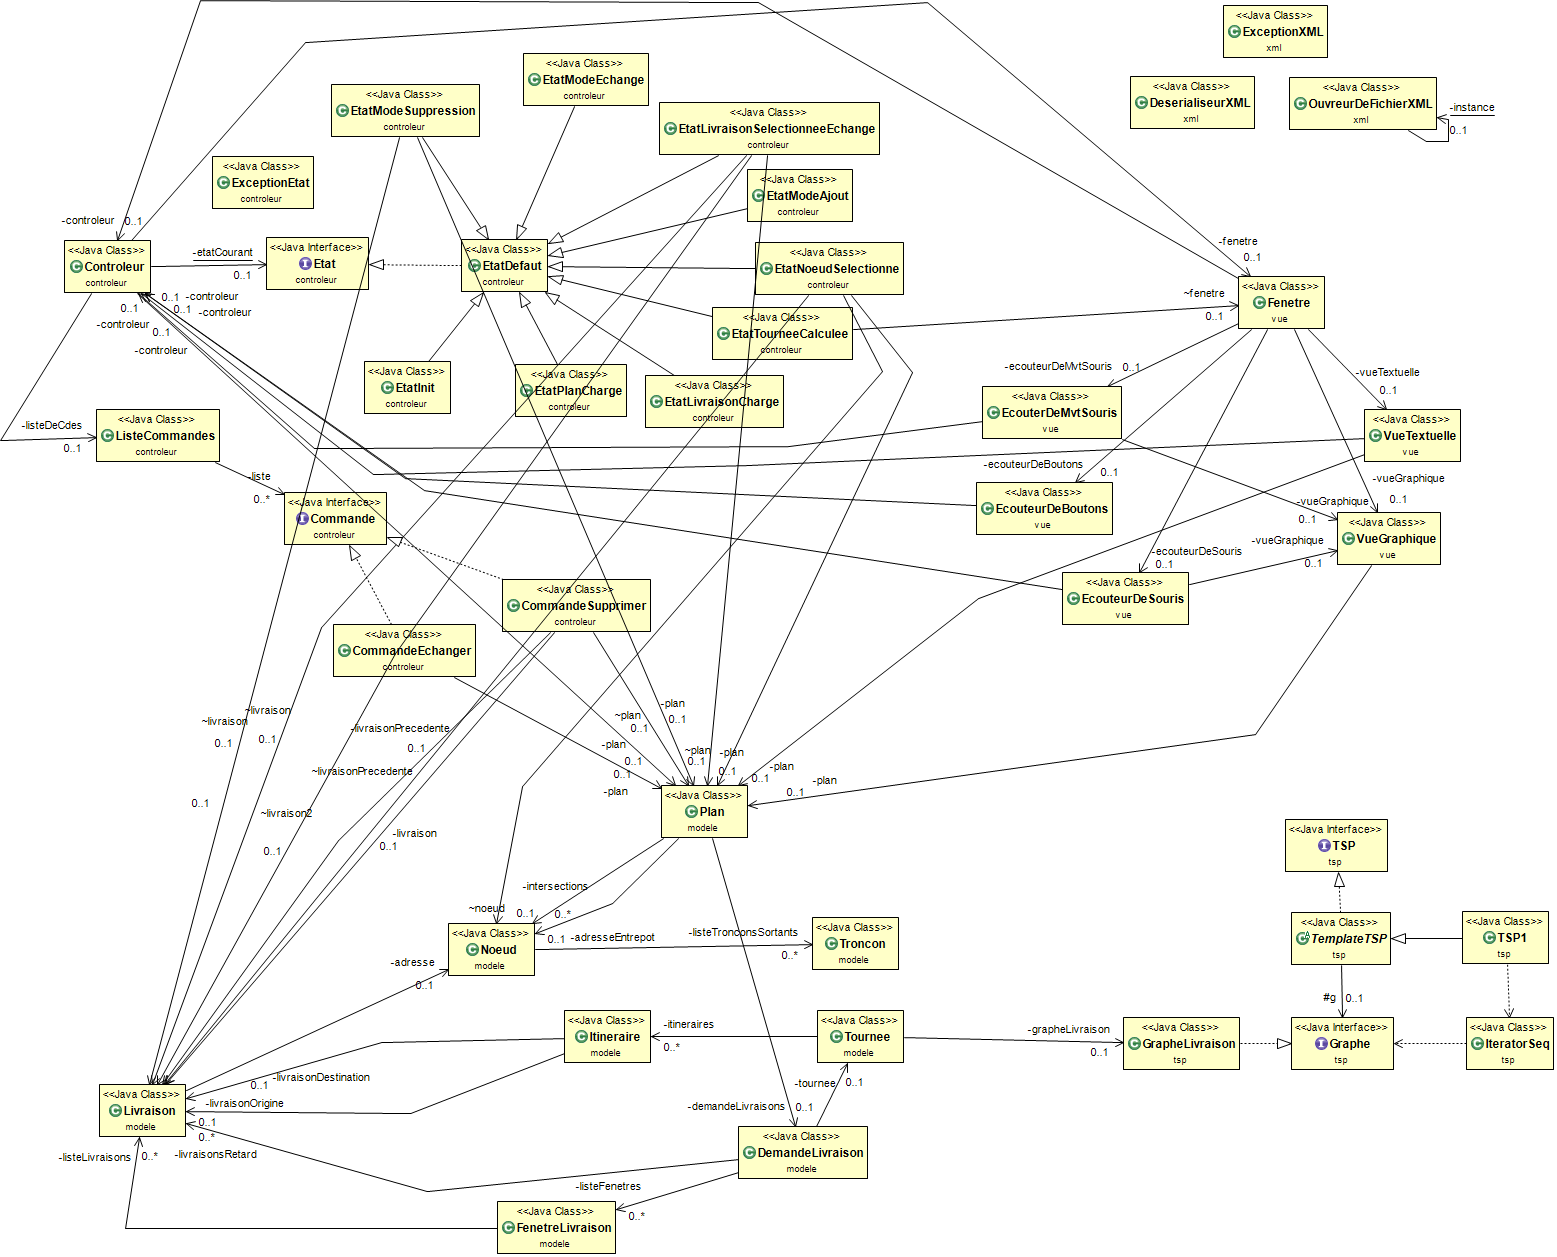 <<Java Class>>
ExceptionXML
xml
<<Java Class>>
EtatModeEchange
controleur
<<Java Class>>
DeserialiseurXML
xml
<<Java Class>>
OuvreurDeFichierXML
xml
-instance
0..1
<<Java Class>>
EtatModeSuppression
controleur
<<Java Class>>
EtatLivraisonSelectionneeEchange
controleur
<<Java Class>>
ExceptionEtat
controleur
<<Java Class>>
EtatModeAjout
controleur
-controleur
0..1
<<Java Class>>
Controleur
controleur
-etatCourant
0..1
<<Java Interface>>
Etat
controleur
<<Java Class>>
EtatDefaut
controleur
<<Java Class>>
EtatNoeudSelectionne
controleur
-fenetre
0..1
~fenetre
0..1
<<Java Class>>
Fenetre
vue
0..1
-controleur
0..1
0..1
-controleur
-controleur
0..1
-controleur
<<Java Class>>
EtatTourneeCalculee
controleur
<<Java Class>>
EtatInit
controleur
<<Java Class>>
EtatPlanCharge
controleur
<<Java Class>>
EtatLivraisonCharge
controleur
-ecouteurDeMvtSouris
0..1
-vueTextuelle
0..1
<<Java Class>>
EcouterDeMvtSouris
vue
<<Java Class>>
VueTextuelle
vue
-listeDeCdes
0..1
<<Java Class>>
ListeCommandes
controleur
-liste
0..*
-ecouteurDeBoutons
0..1
<<Java Class>>
EcouteurDeBoutons
vue
-vueGraphique
0..1
-vueGraphique
0..1
<<Java Class>>
VueGraphique
vue
<<Java Interface>>
Commande
controleur
-ecouteurDeSouris
0..1
-vueGraphique
0..1
<<Java Class>>
EcouteurDeSouris
vue
<<Java Class>>
CommandeSupprimer
controleur
<<Java Class>>
CommandeEchanger
controleur
~livraison
0..1
~livraison
0..1
-livraisonPrecedente
0..1
~livraisonPrecedente
0..1
~livraison2
0..1
-livraison
0..1
-plan
0..1
~plan
0..1
-plan
0..1
~plan
0..1
-plan
0..1
-plan
0..1
-plan
0..1
0..1
-plan
<<Java Class>>
Plan
modele
<<Java Interface>>
TSP
tsp
-intersections
0..*
~noeud
0..1
0..1
-adresseEntrepot
<<Java Class>>
Noeud
modele
-listeTronconsSortants
0..*
<<Java Class>>
Troncon
modele
<<Java Class>>
TemplateTSP
tsp
<<Java Class>>
TSP1
tsp
-adresse
0..1
#g
0..1
<<Java Class>>
Itineraire
modele
-itineraires
0..*
<<Java Class>>
Tournee
modele
-grapheLivraison
0..1
<<Java Class>>
GrapheLivraison
tsp
<<Java Interface>>
Graphe
tsp
<<Java Class>>
IteratorSeq
tsp
0..1
-livraisonDestination
-livraisonOrigine
0..1
-tournee
0..1
-demandeLivraisons
0..1
<<Java Class>>
Livraison
modele
0..*
-livraisonsRetard
-listeLivraisons
0..*
<<Java Class>>
DemandeLivraison
modele
-listeFenetres
0..*
<<Java Class>>
FenetreLivraison
modele